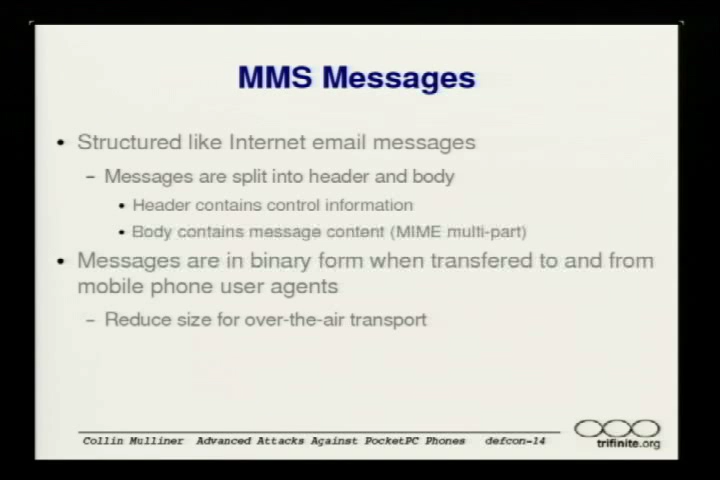 MMS Messages
• Structured like Internet email messages
– Messages are split into header and body
• Header contains control information
• Body contains message content (MIME multi-part)
• Messages are in binary form when transfered to and from
mobile phone user agents
– Reduce size for over-the-air transport
Collin Mulliner Advanced Attacks Against PocketPC Phones defcon-14
trifinite.org